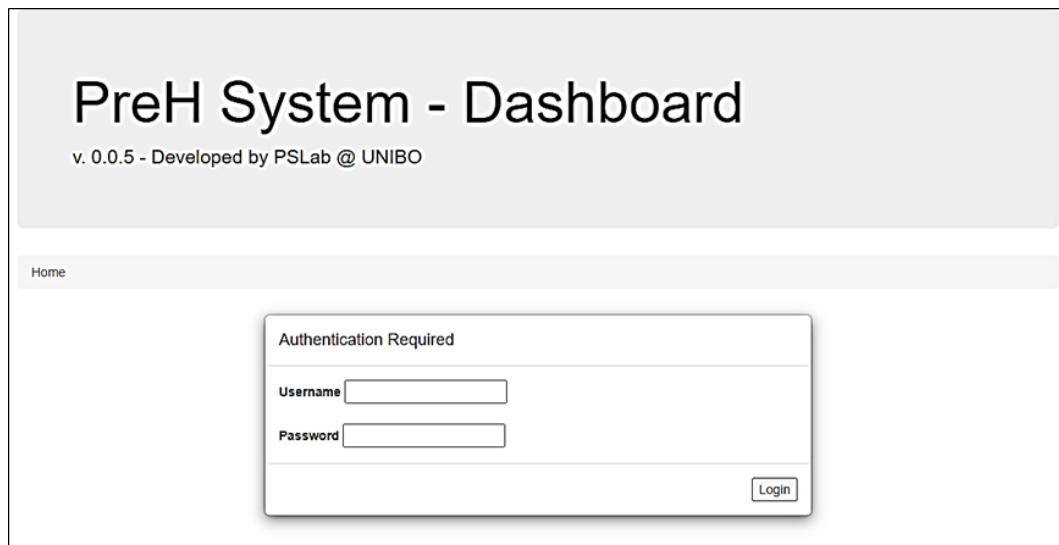 PreH System - Dashboard
v. 0.0.5 - Developed by PSLab @ UNIBO
Home
Authentication Required
Username
Password
Login